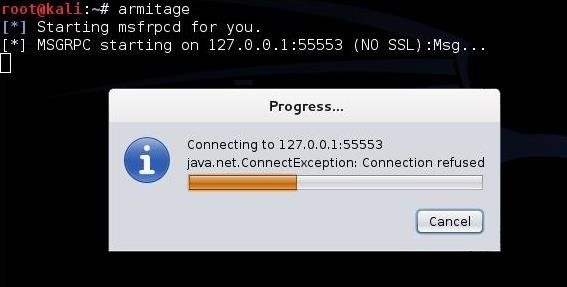 root@kali:~# armitage
[*] Starting msfrpcd for you.
[*] MSGRPC starting on 127.0.0.1:55553 (NO SSL):Msg...
Progress...
Connecting to 127.0.0.1:55553
java.net.ConnectException: Connection refused
Cancel